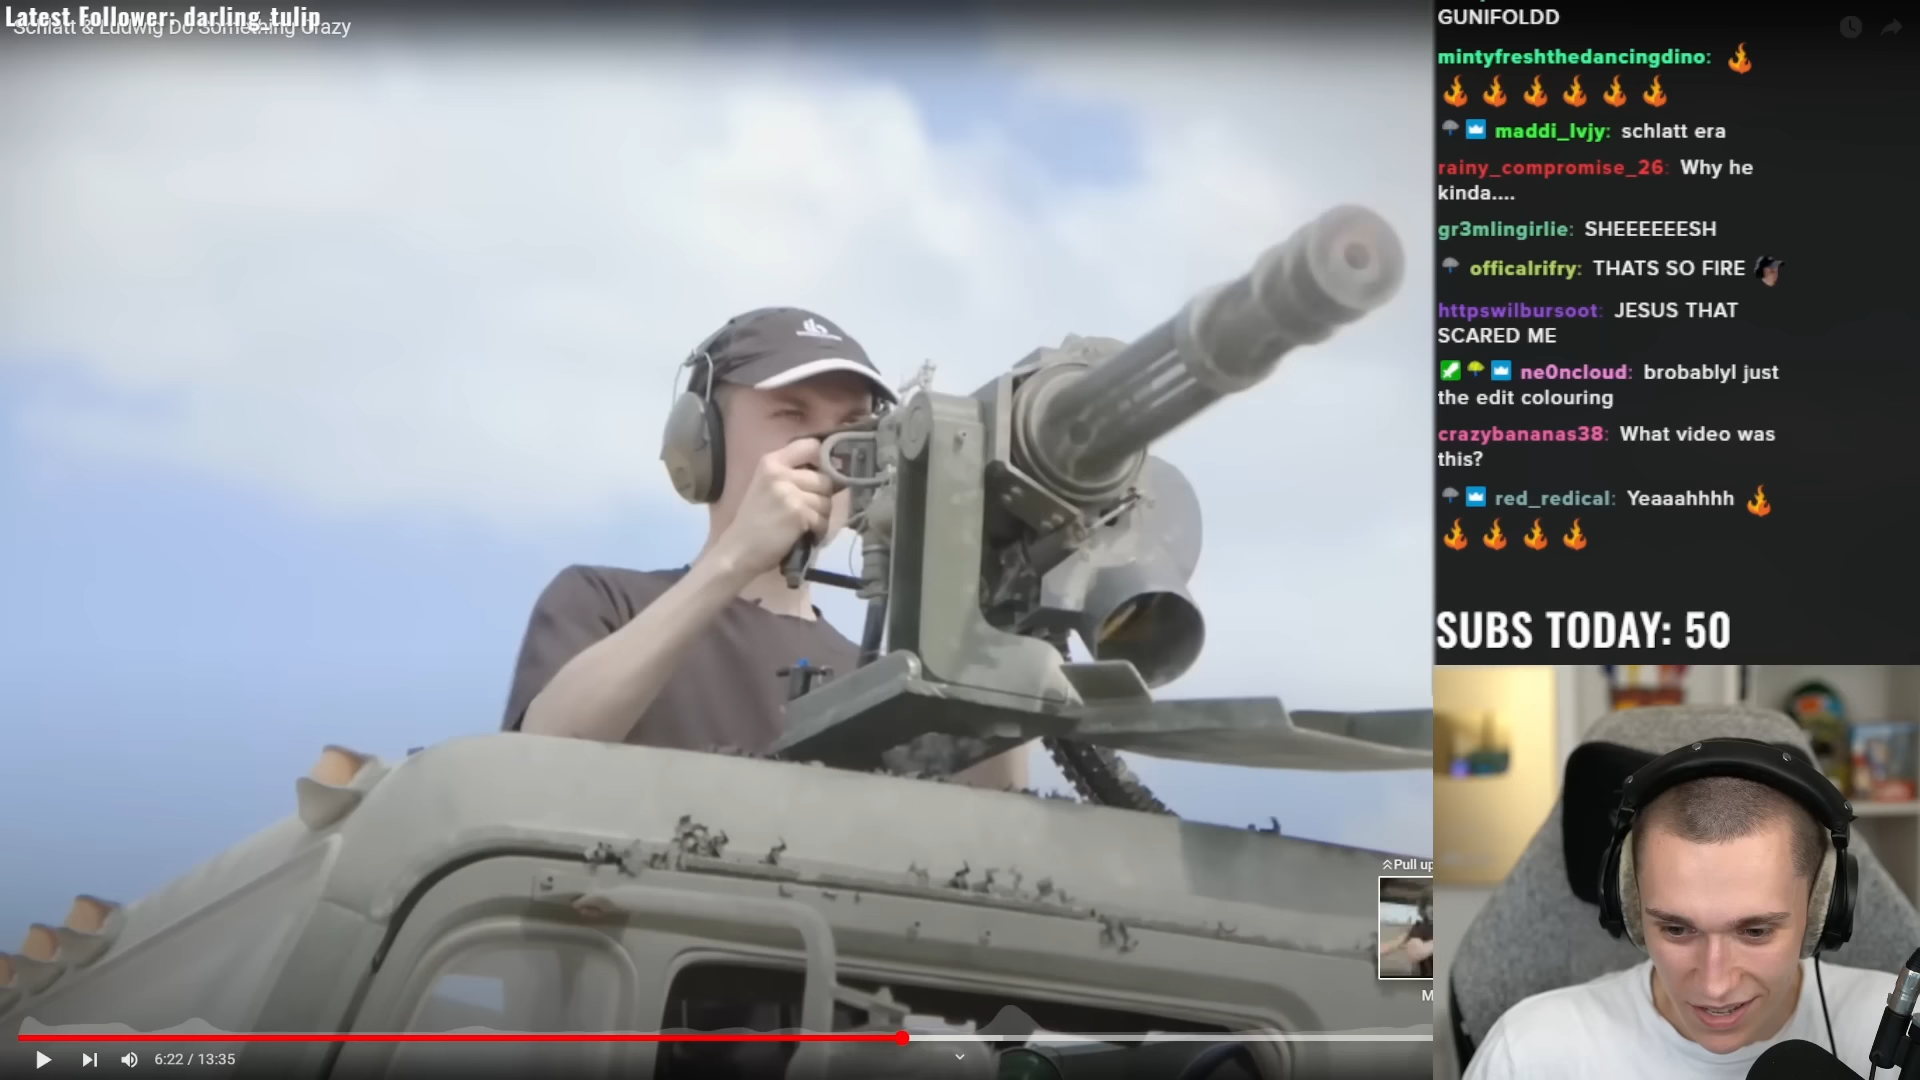 Latest Follower: darling_tulip
Schlatt & Ludwig Do Something Crazy
GUNIFOLDD
mintyfreshthedancingdino:
maddi_lvjy: schlatt era
rainy_compromise_26: Why he
kinda....
gr3mlingirlie: SHEEEEEESH
officalrifry: THATS SO FIRE
httpswilbursoot: JESUS THAT
SCARED ME
ne0ncloud: brobablyl just
the edit colouring
crazybananas38: What video was
this?
red_redical: Yeaaahhhh
SUBS TODAY: 50
Pull up
M
6:22 / 13:35